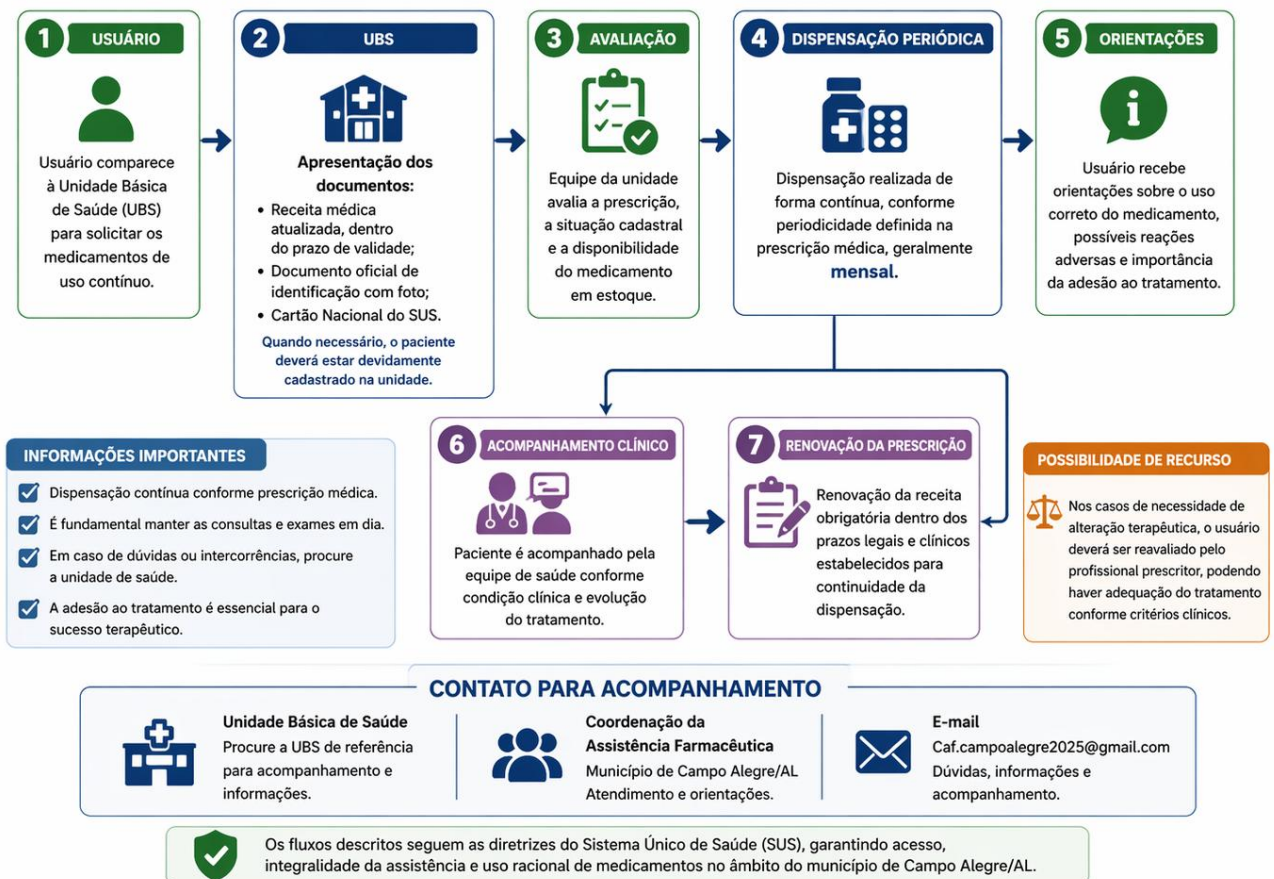 1 USUÁRIO
Usuário comparece
à Unidade Básica
de Saúde (UBS)
para solicitar os
medicamentos de
uso contínuo.
2 UBS
Apresentação dos
documentos:
• Receita médica
atualizada, dentro
do prazo de validade;
• Documento oficial de
identificação com foto;
• Cartão Nacional do SUS.
Quando necessário, o paciente
deverá estar devidamente
cadastrado na unidade.
3 AVALIAÇÃO
Equipe da unidade
avalia a prescrição,
a situação cadastral
e a disponibilidade
do medicamento
em estoque.
4 DISPENSAÇÃO PERIÓDICA
Dispensação realizada de
forma contínua, conforme
periodicidade definida na
prescrição médica, geralmente
mensal.
5 ORIENTAÇÕES
Usuário recebe
orientações sobre o uso
correto do medicamento,
possíveis reações
adversas e importância
da adesão ao tratamento.
6 ACOMPANHAMENTO CLÍNICO
Paciente é acompanhado pela
equipe de saúde conforme
condição clínica e evolução
do tratamento.
7 RENOVAÇÃO DA PRESCRIÇÃO
Renovação da receita
obrigatória dentro dos
prazos legais e clínicos
estabelecidos para
continuidade da
dispensação.
INFORMAÇÕES IMPORTANTES
Dispensação contínua conforme prescrição médica.
É fundamental manter as consultas e exames em dia.
Em caso de dúvidas ou intercorrências, procure
a unidade de saúde.
A adesão ao tratamento é essencial para o
sucesso terapêutico.
POSSIBILIDADE DE RECURSO
Nos casos de necessidade de
alteração terapêutica, o usuário
deverá ser reavaliado pelo
profissional prescritor, podendo
haver adequação do tratamento
conforme critérios clínicos.
CONTATO PARA ACOMPANHAMENTO
Unidade Básica de Saúde
Procure a UBS de referência
para acompanhamento e
informações.
Coordenação da
Assistência Farmacêutica
Município de Campo Alegre/AL
Atendimento e orientações.
E-mail
Caf.campoalegre2025@gmail.com
Dúvidas, informações e
acompanhamento.
Os fluxos descritos seguem as diretrizes do Sistema Único de Saúde (SUS), garantindo acesso,
integralidade da assistência e uso racional de medicamentos no âmbito do município de Campo Alegre/AL.